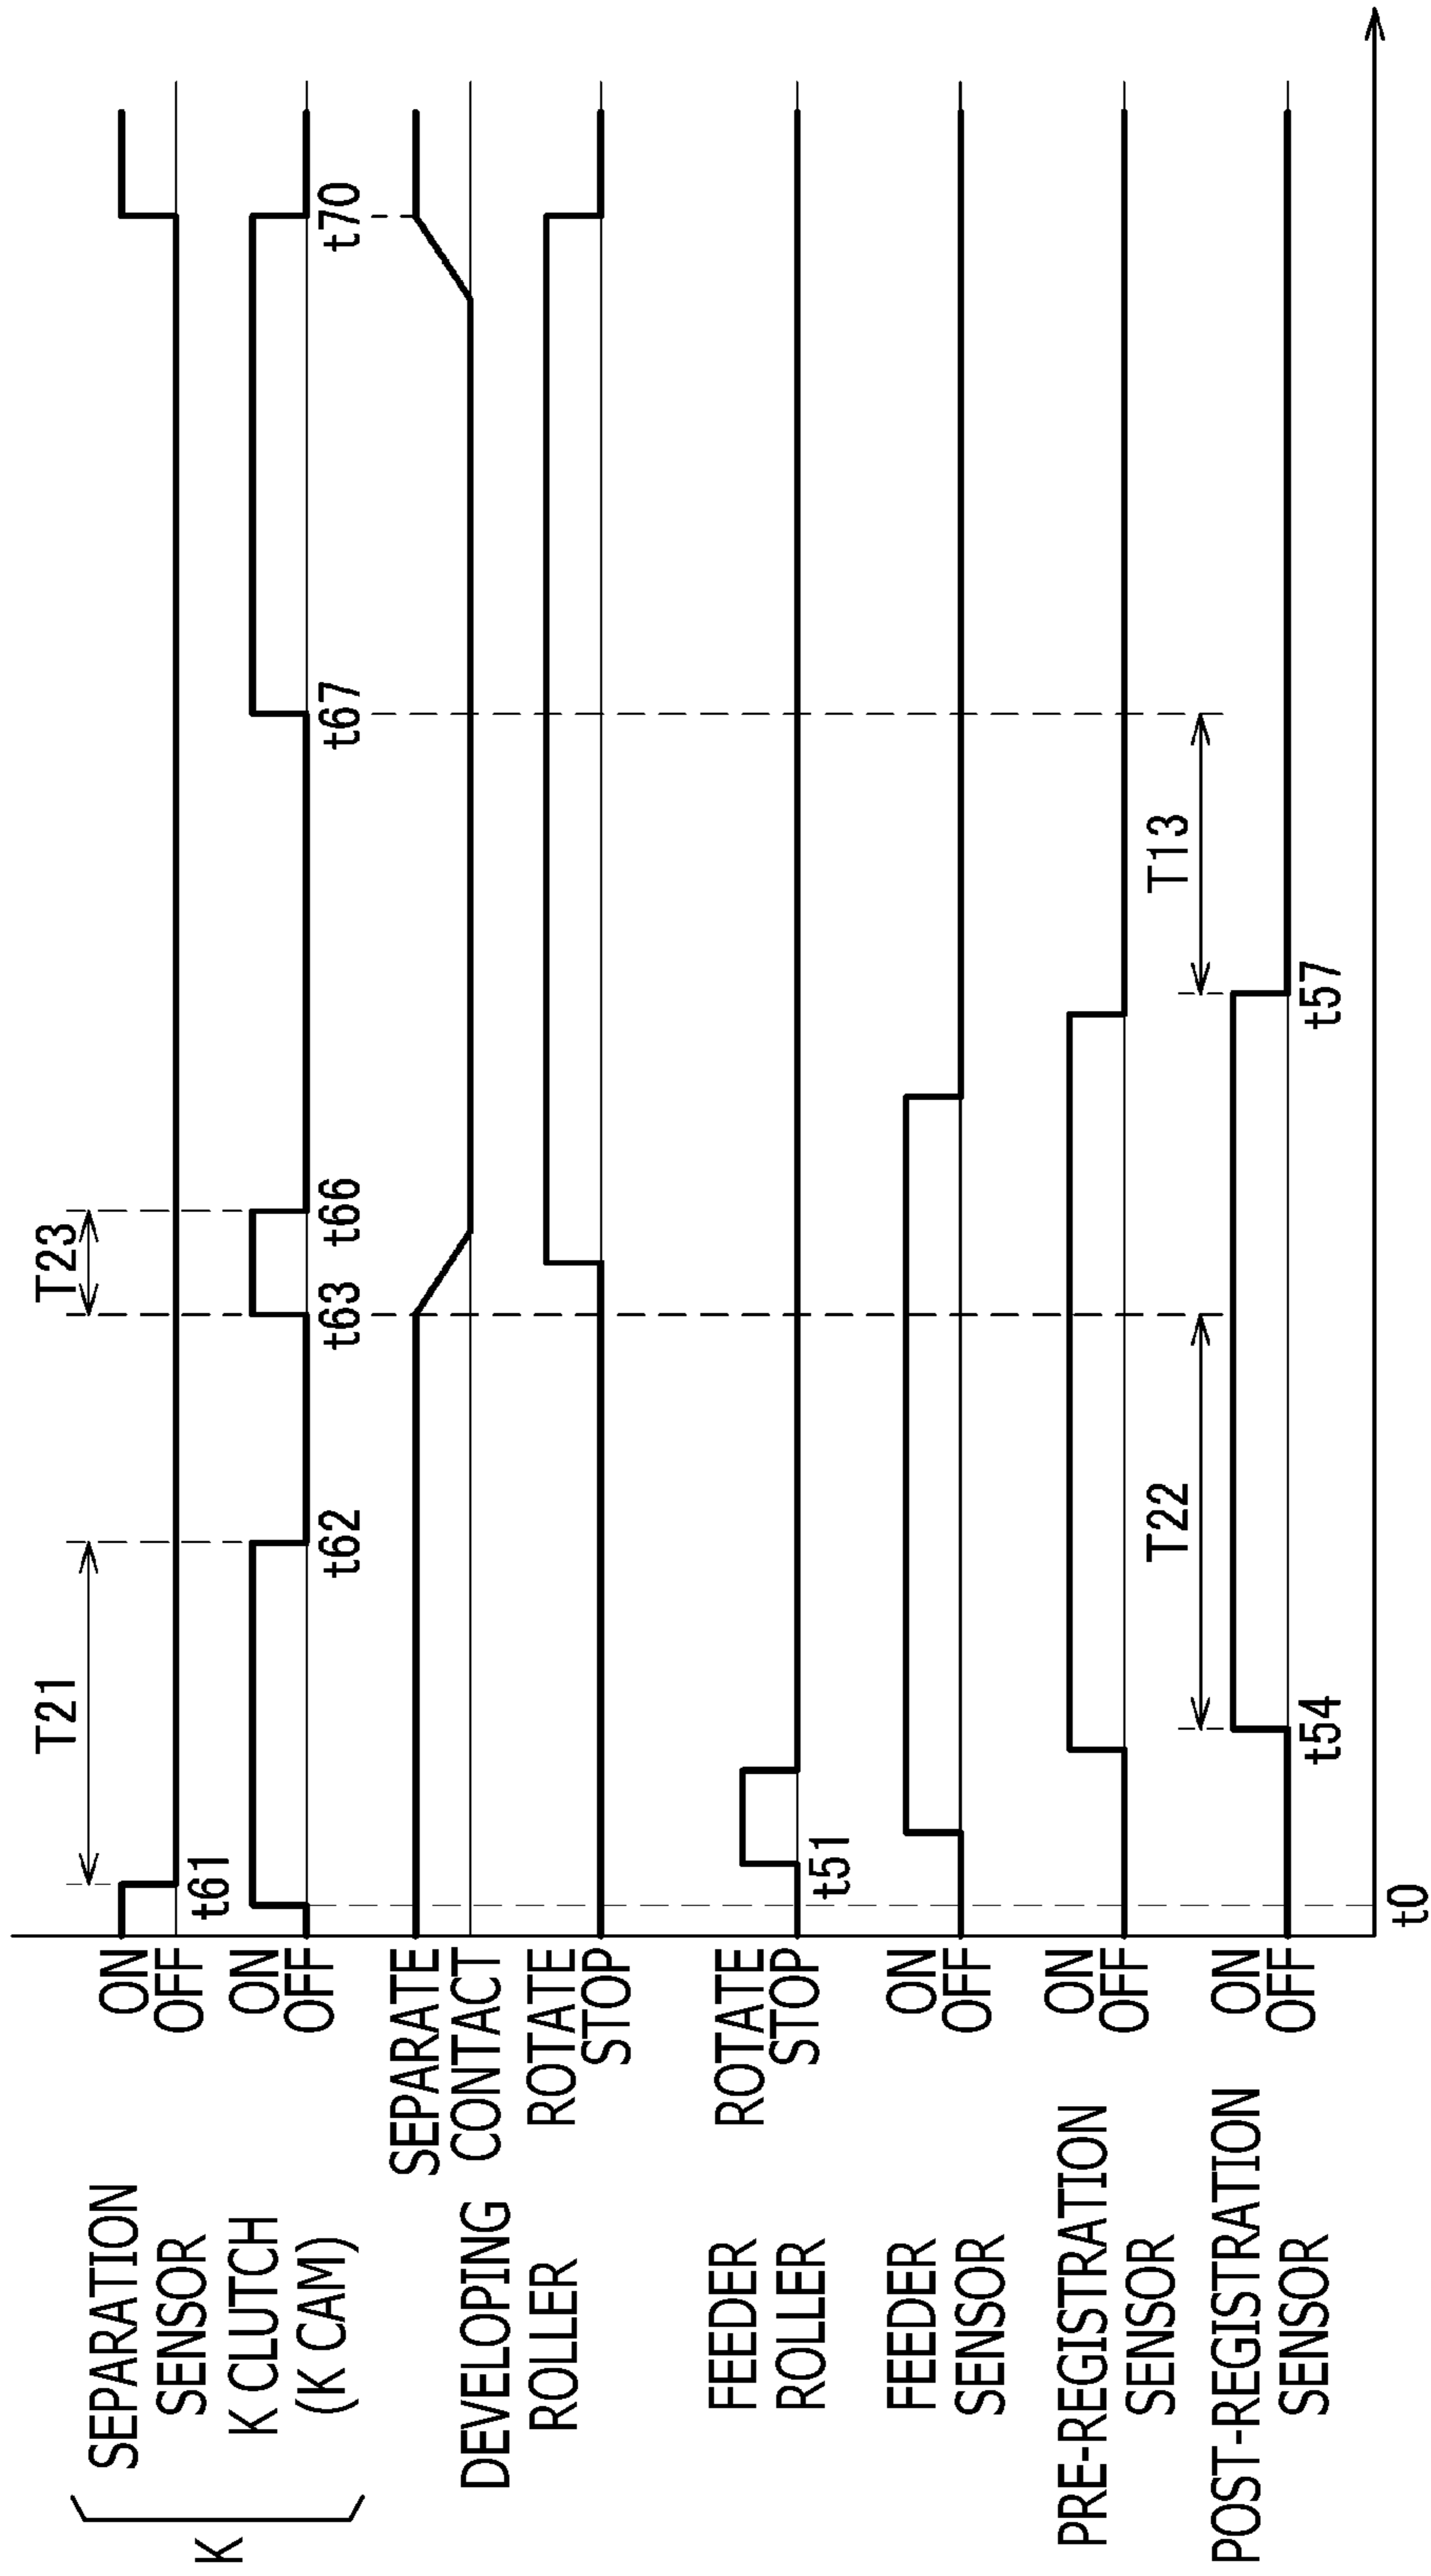 K
SEPARATION
SENSOR
ON
OFF
K CLUTCH
(K CAM)
ON
OFF
DEVELOPING
ROLLER
SEPARATE
CONTACT
ROTATE
STOP
FEEDER
ROLLER
ROTATE
STOP
FEEDER
SENSOR
ON
OFF
PRE-REGISTRATION
SENSOR
ON
OFF
POST-REGISTRATION
SENSOR
ON
OFF
T21
T23
t61
t62
t63
t66
t67
t70
t51
T22
T13
t54
t57
t0